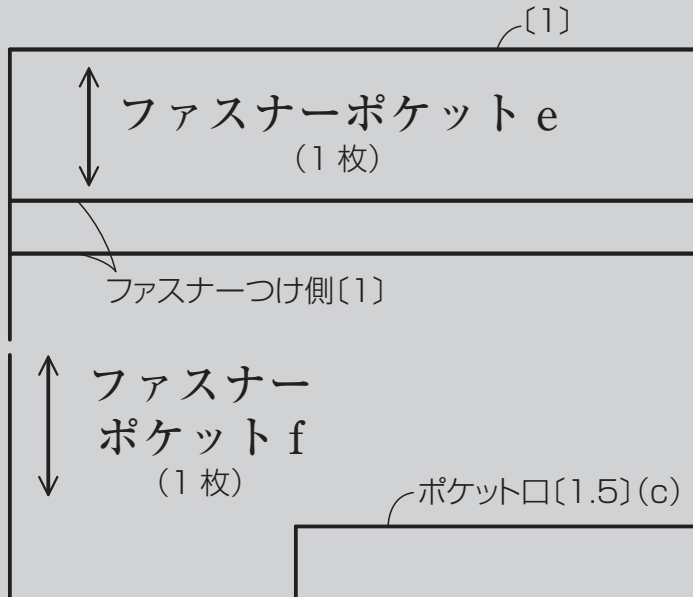 〔1〕
ファスナーポケット e
(1 枚)
ファスナーつけ側〔1〕
ファスナー
ポケット f
(1 枚)
ポケット口〔1.5〕(c)